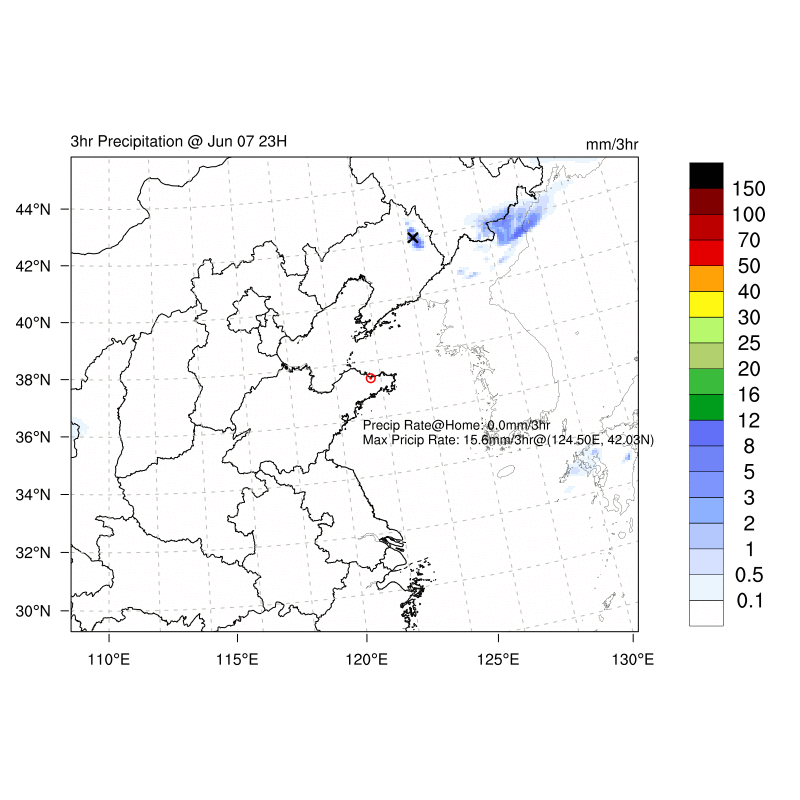 3hr Precipitation @ Jun 07 23H
mm/3hr
44°N
42°N
40°N
38°N
36°N
34°N
32°N
30°N
110°E
115°E
120°E
125°E
130°E
Precip Rate@Home: 0.0mm/3hr
Max Pricip Rate: 15.6mm/3hr@(124.50E, 42.03N)
150
100
70
50
40
30
25
20
16
12
8
5
3
2
1
0.5
0.1